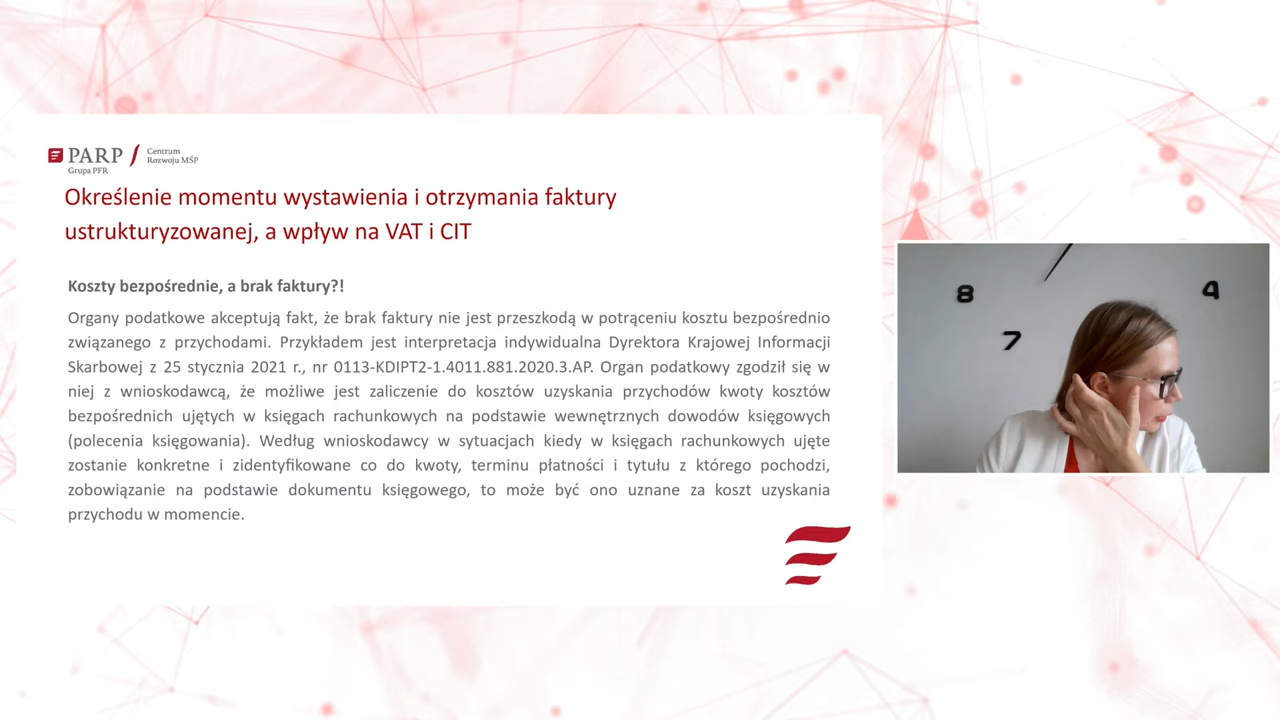 PARP
Centrum
Rozwoju MŚP
Grupa PFR
Określenie momentu wystawienia i otrzymania faktury
ustrukturyzowanej, a wpływ na VAT i CIT
Koszty bezpośrednie, a brak faktury?!
Organy podatkowe akceptują fakt, że brak faktury nie jest przeszkodą w potrąceniu kosztu bezpośrednio
związanego z przychodami. Przykładem jest interpretacja indywidualna Dyrektora Krajowej Informacji
Skarbowej z 25 stycznia 2021 r., nr 0113-KDIPT2-1.4011.881.2020.3.AP. Organ podatkowy zgodził się w
niej z wnioskodawcą, że możliwe jest zaliczenie do kosztów uzyskania przychodów kwoty kosztów
bezpośrednich ujętych w księgach rachunkowych na podstawie wewnętrznych dowodów księgowych
(polecenia księgowania). Według wnioskodawcy w sytuacjach kiedy w księgach rachunkowych ujęte
zostanie konkretne i zidentyfikowane co do kwoty, terminu płatności i tytułu z którego pochodzi,
zobowiązanie na podstawie dokumentu księgowego, to może być ono uznane za koszt uzyskania
przychodu w momencie.
8
4
7